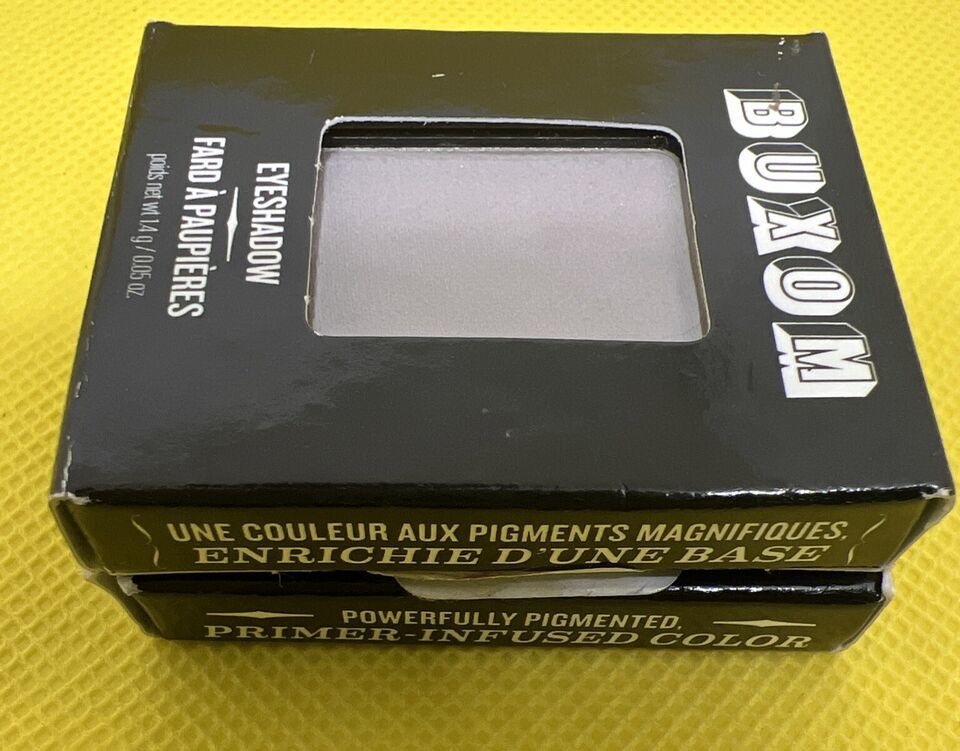 BUXOM
EYESHADOW
FARD À PAUPIÈRES
poids net wt 1.4 g / 0.05 oz.
UNE COULEUR AUX PIGMENTS MAGNIFIQUES,
ENRICHIE D'UNE BASE
POWERFULLY PIGMENTED,
PRIMER-INFUSED COLOR